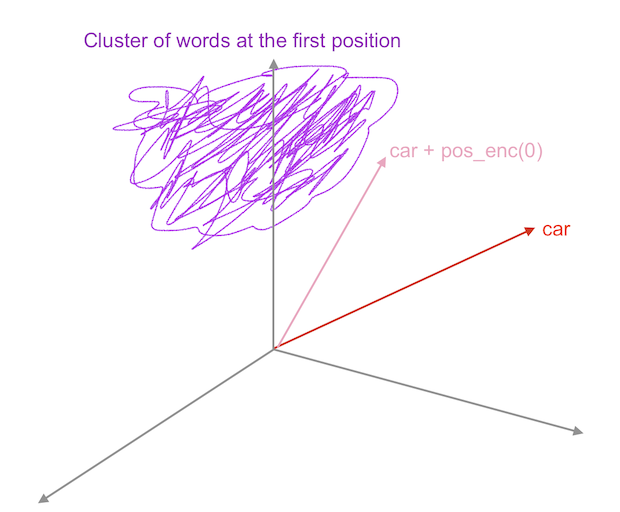 Cluster of words at the first position
car + pos_enc(0)
car